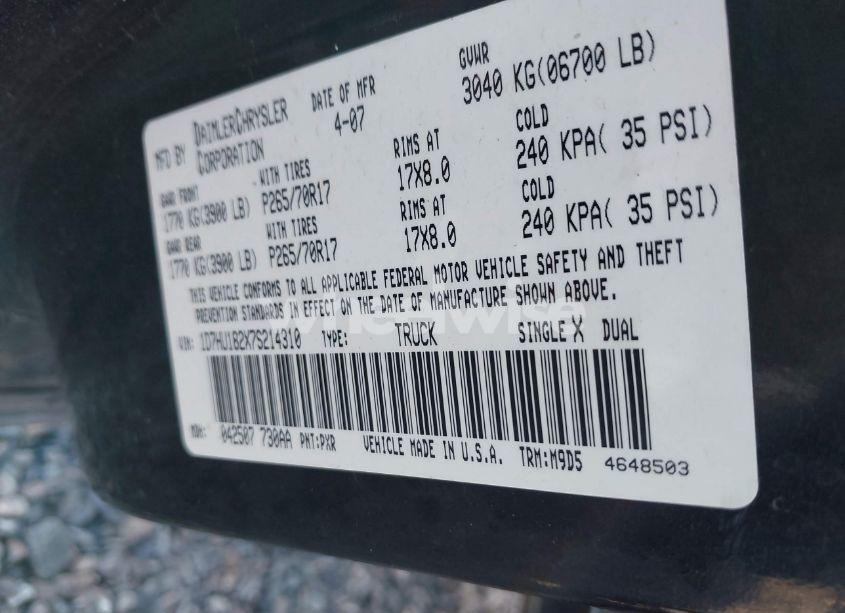 MFD BY DAIMLERCHRYSLER CORPORATION
DATE OF MFR 4-07
GVWR 3040 KG(06700 LB)
GAWR FRONT 1770 KG(3900 LB)
WITH TIRES P265/70R17
RIMS AT 17X8.0
COLD 240 KPA( 35 PSI)
GAWR REAR 1770 KG(3900 LB)
WITH TIRES P265/70R17
RIMS AT 17X8.0
COLD 240 KPA( 35 PSI)
THIS VEHICLE CONFORMS TO ALL APPLICABLE FEDERAL MOTOR VEHICLE SAFETY AND THEFT
PREVENTION STANDARDS IN EFFECT ON THE DATE OF MANUFACTURE SHOWN ABOVE.
VIN: 1D7HU182X7S214310 TYPE: TRUCK SINGLE X DUAL
MDH: 042507 730AA PNT:PXR VEHICLE MADE IN U.S.A. TRM:M9D5 4648503
Wheelwise